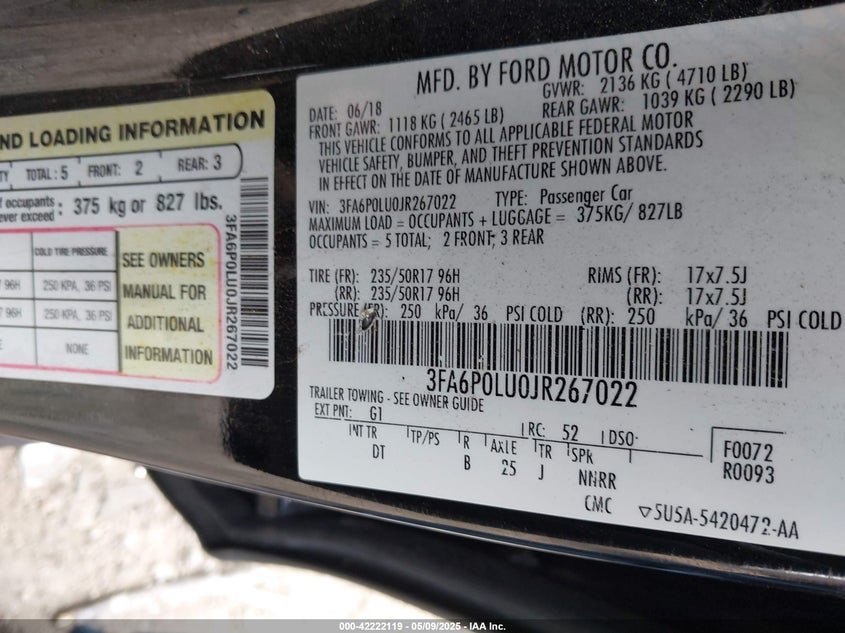 ND LOADING INFORMATION
TOTAL : 5 FRONT: 2 REAR: 3
occupants
ever exceed : 375 kg or 827 lbs.
COLD TIRE PRESSURE
96H 250 KPA, 36 PSI
96H 250 KPA, 36 PSI
NONE
SEE OWNERS
MANUAL FOR
ADDITIONAL
INFORMATION
3FA6P0LU0JR267022
MFD. BY FORD MOTOR CO.
DATE: 06/18 GVWR: 2136 KG ( 4710 LB)
FRONT GAWR: 1118 KG ( 2465 LB) REAR GAWR: 1039 KG ( 2290 LB)
THIS VEHICLE CONFORMS TO ALL APPLICABLE FEDERAL MOTOR
VEHICLE SAFETY, BUMPER, AND THEFT PREVENTION STANDARDS
IN EFFECT ON THE DATE OF MANUFACTURE SHOWN ABOVE.
VIN: 3FA6P0LU0JR267022 TYPE: Passenger Car
MAXIMUM LOAD = OCCUPANTS + LUGGAGE = 375KG/ 827LB
OCCUPANTS = 5 TOTAL; 2 FRONT; 3 REAR
TIRE (FR): 235/50R17 96H RIMS (FR): 17x7.5J
(RR): 235/50R17 96H (RR): 17x7.5J
PRESSURE (FR): 250 kPa/ 36 PSI COLD (RR): 250 kPa/ 36 PSI COLD
3FA6P0LU0JR267022
TRAILER TOWING - SEE OWNER GUIDE
EXT PNT: G1 RC: 52 DSO:
INT TR TP/PS R AXLE TR SPR
DT B 25 J NNRR
CMC
F0072
R0093
5U5A-5420472-AA
000-42222119 - 05/09/2025 - IAA Inc.